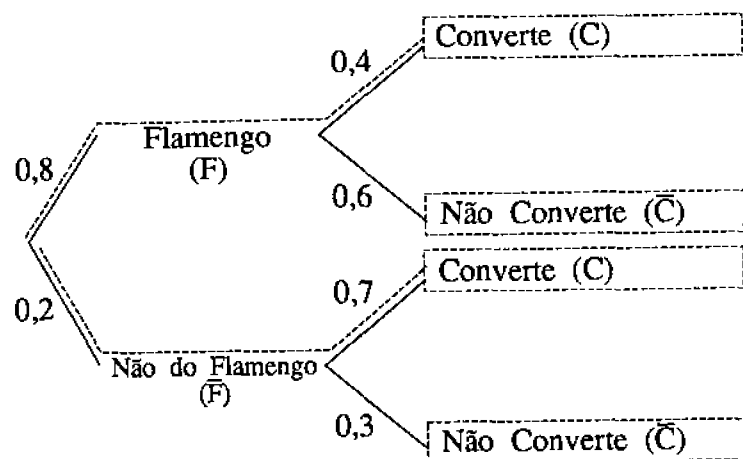 Converte (C)
0,4
Flamengo
(F)
0,8
0,6
Não Converte (C̅)
Converte (C)
0,7
0,2
Não do Flamengo
(F̅)
0,3
Não Converte (C̅)